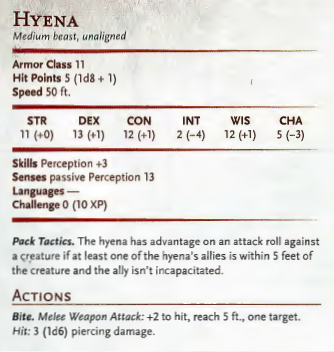 HYENA
Medium beast, unaligned
Armor Class 11
Hit Points 5 (1d8 + 1)
Speed 50 ft.
STR DEX CON INT WIS CHA
11 (+0) 13 (+1) 12 (+1) 2 (−4) 12 (+1) 5 (−3)
Skills Perception +3
Senses passive Perception 13
Languages —
Challenge 0 (10 XP)
Pack Tactics. The hyena has advantage on an attack roll against
a creature if at least one of the hyena's allies is within 5 feet of
the creature and the ally isn't incapacitated.
ACTIONS
Bite. Melee Weapon Attack: +2 to hit, reach 5 ft., one target.
Hit: 3 (1d6) piercing damage.